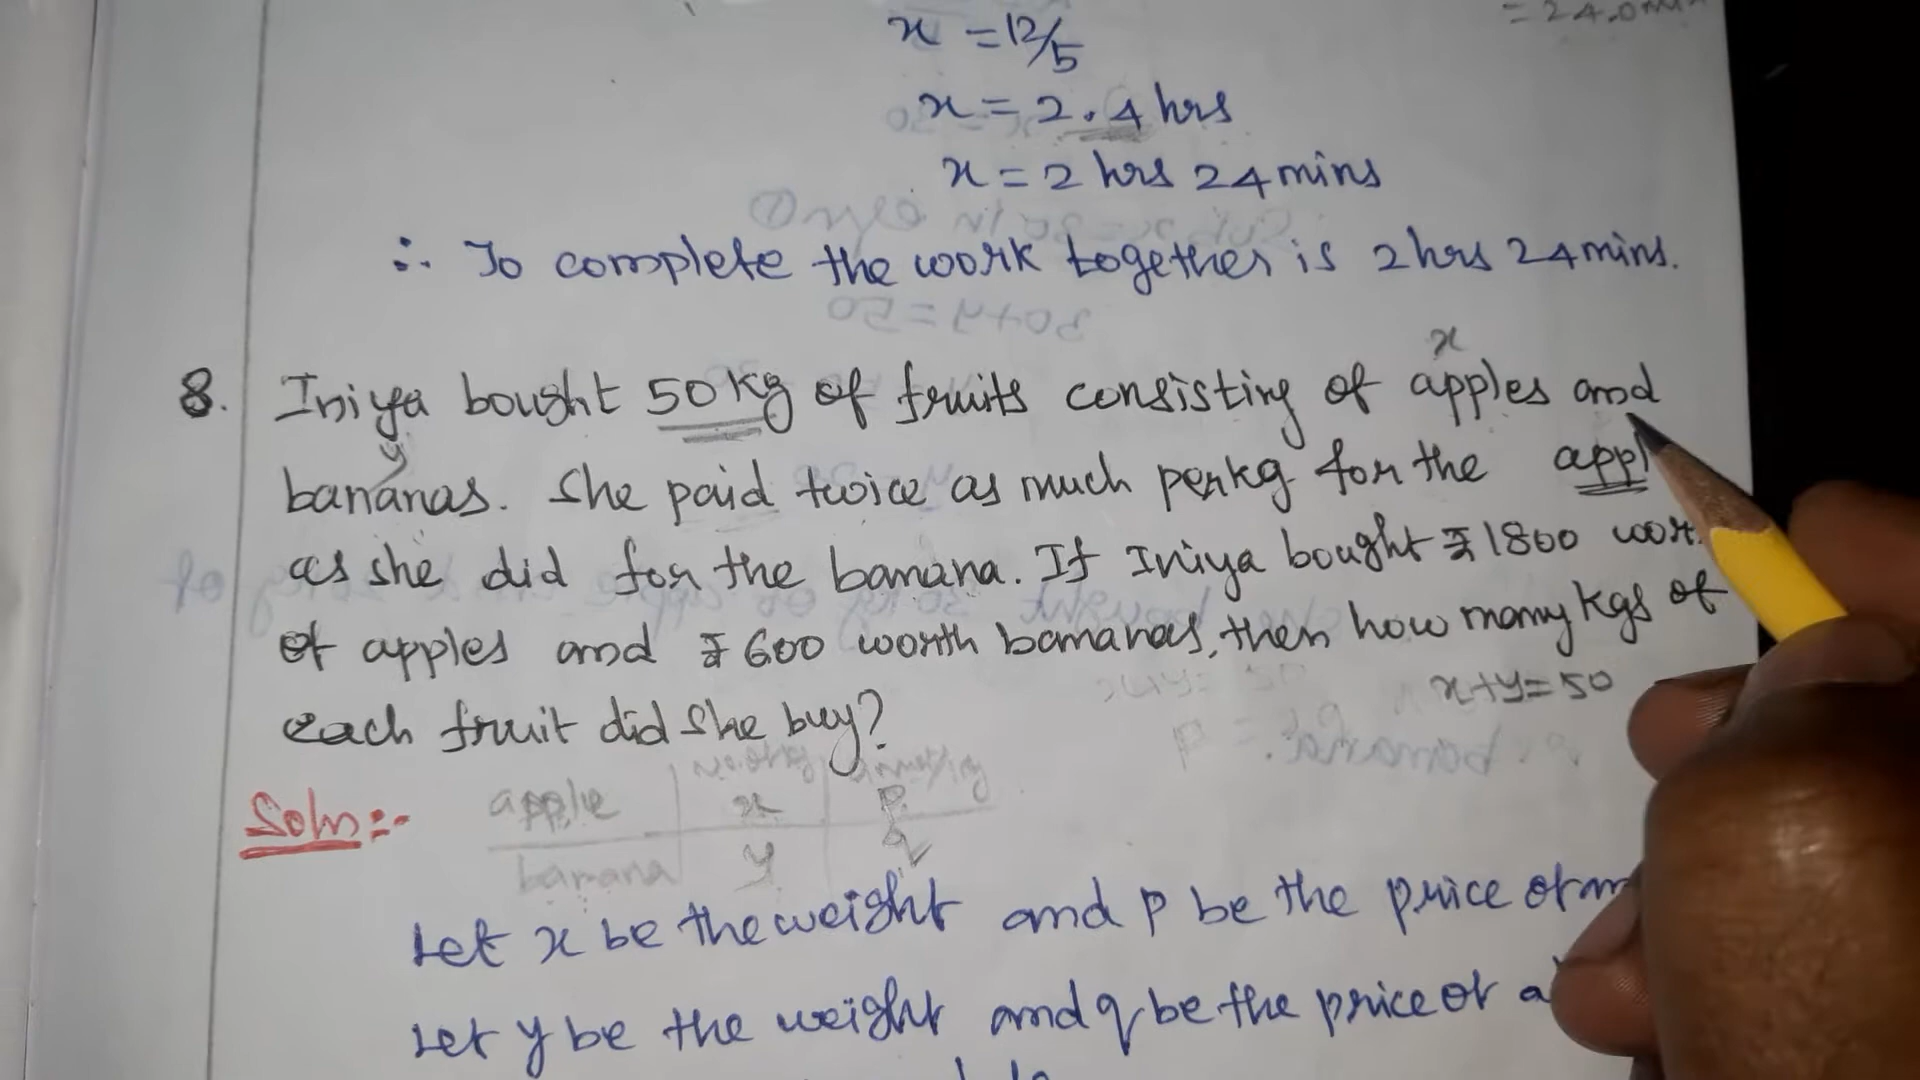 = 24.0
x = 12/5
x = 2.4 hrs
x = 2 hrs 24 mins
∴ To complete the work together is 2 hrs 24 mins.
x
8. Iniya bought 50 kg of fruits consisting of apples and
y
bananas. She paid twice as much per kg for the appl
as she did for the banana. If Iniya bought ₹ 1800 wor
of apples and ₹ 600 worth bananas, then how many kgs of
x+y=50
each fruit did she buy?
Soln:-
apple x p
banana y q
Let x be the weight and p be the price of
Let y be the weight and q be the price of a